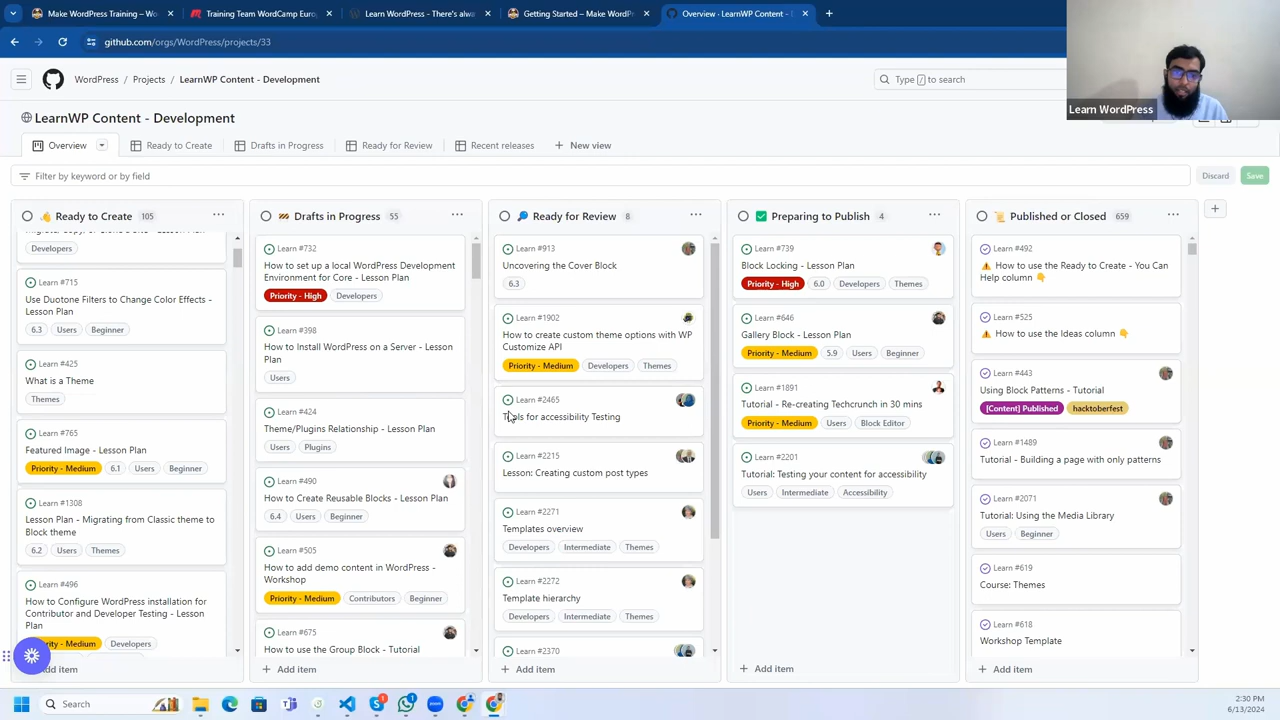 Make WordPress Training – Wo
Training Team WordCamp Euro
Learn WordPress - There's alwa
Getting Started – Make WordPr
Overview · LearnWP Content -
github.com/orgs/WordPress/projects/33
WordPress / Projects / LearnWP Content - Development
Type / to search
Learn WordPress
LearnWP Content - Development
Overview
Ready to Create
Drafts in Progress
Ready for Review
Recent releases
New view
Filter by keyword or by field
Discard
Save
Ready to Create 105
Developers
Learn #715
Use Duotone Filters to Change Color Effects -
Lesson Plan
6.3 Users Beginner
Learn #425
What is a Theme
Themes
Learn #765
Featured Image - Lesson Plan
Priority - Medium 6.1 Users Beginner
Learn #1308
Lesson Plan - Migrating from Classic theme to
Block theme
6.2 Users Themes
Learn #496
How to Configure WordPress installation for
Contributor and Developer Testing - Lesson
Plan
Priority - Medium Developers
Add item
Drafts in Progress 55
Learn #732
How to set up a local WordPress Development
Environment for Core - Lesson Plan
Priority - High Developers
Learn #398
How to Install WordPress on a Server - Lesson
Plan
Users
Learn #424
Theme/Plugins Relationship - Lesson Plan
Users Plugins
Learn #490
How to Create Reusable Blocks - Lesson Plan
6.4 Users Beginner
Learn #505
How to add demo content in WordPress -
Workshop
Priority - Medium Contributors Beginner
Learn #675
How to use the Group Block - Tutorial
Add item
Ready for Review 8
Learn #913
Uncovering the Cover Block
6.3
Learn #1902
How to create custom theme options with WP
Customize API
Priority - Medium Developers Themes
Learn #2465
Tools for accessibility Testing
Learn #2215
Lesson: Creating custom post types
Learn #2271
Templates overview
Developers Intermediate Themes
Learn #2272
Template hierarchy
Developers Intermediate Themes
Learn #2370
Add item
Preparing to Publish 4
Learn #739
Block Locking - Lesson Plan
Priority - High 6.0 Developers Themes
Learn #646
Gallery Block - Lesson Plan
Priority - Medium 5.9 Users Beginner
Learn #1891
Tutorial - Re-creating Techcrunch in 30 mins
Priority - Medium Users Block Editor
Learn #2201
Tutorial: Testing your content for accessibility
Users Intermediate Accessibility
Add item
Published or Closed 659
Learn #492
⚠️ How to use the Ready to Create - You Can
Help column 👇
Learn #525
⚠️ How to use the Ideas column 👇
Learn #443
Using Block Patterns - Tutorial
[Content] Published hacktoberfest
Learn #1489
Tutorial - Building a page with only patterns
Learn #2071
Tutorial: Using the Media Library
Users Beginner
Learn #619
Course: Themes
Learn #618
Workshop Template
Add item
Search
2:30 PM
6/13/2024